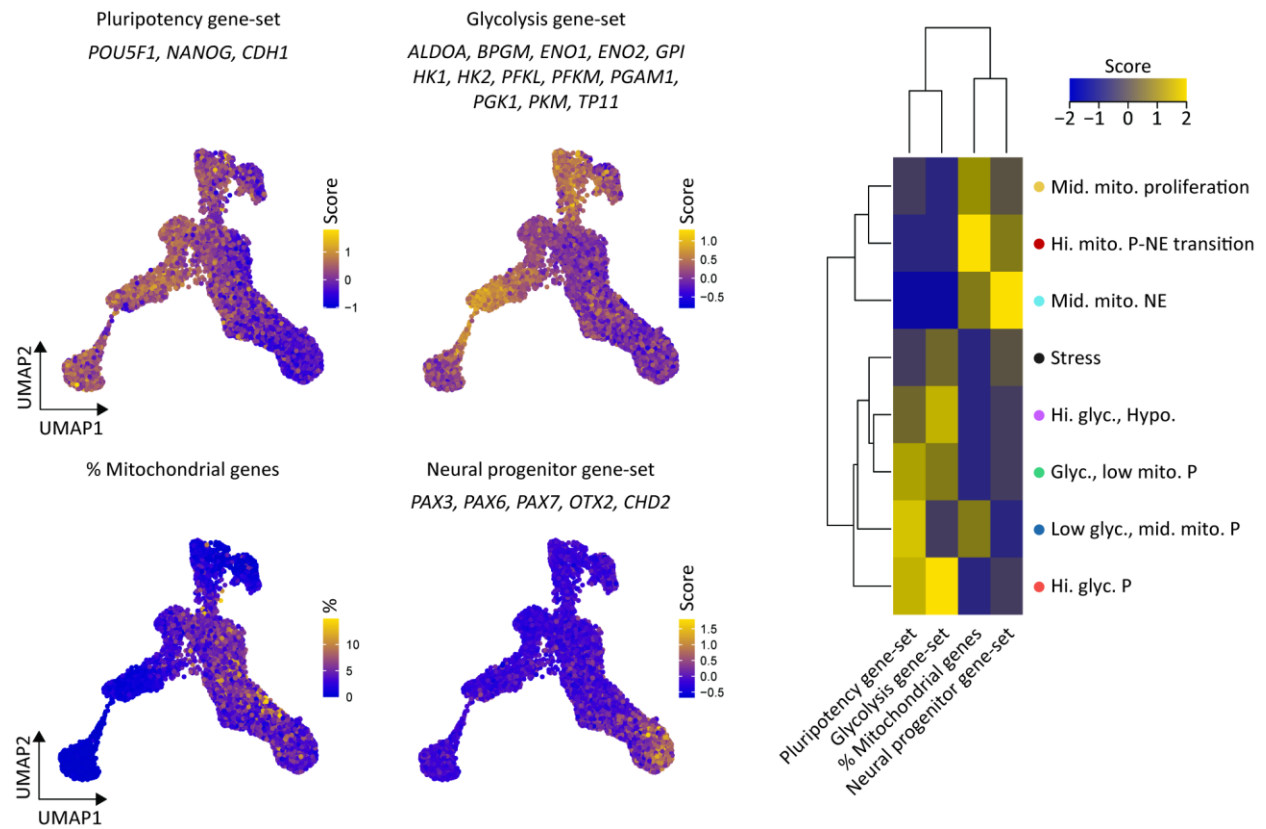 Pluripotency gene-set
POU5F1, NANOG, CDH1
Score
1
0
−1
UMAP2
UMAP1
Glycolysis gene-set
ALDOA, BPGM, ENO1, ENO2, GPI
HK1, HK2, PFKL, PFKM, PGAM1,
PGK1, PKM, TP11
Score
1.0
0.5
0.0
−0.5
% Mitochondrial genes
%
10
5
0
UMAP2
UMAP1
Neural progenitor gene-set
PAX3, PAX6, PAX7, OTX2, CHD2
Score
1.5
1.0
0.5
0.0
−0.5
Score
−2 −1 0 1 2
Mid. mito. proliferation
Hi. mito. P-NE transition
Mid. mito. NE
Stress
Hi. glyc., Hypo.
Glyc., low mito. P
Low glyc., mid. mito. P
Hi. glyc. P
Pluripotency gene-set
Glycolysis gene-set
% Mitochondrial genes
Neural progenitor gene-set